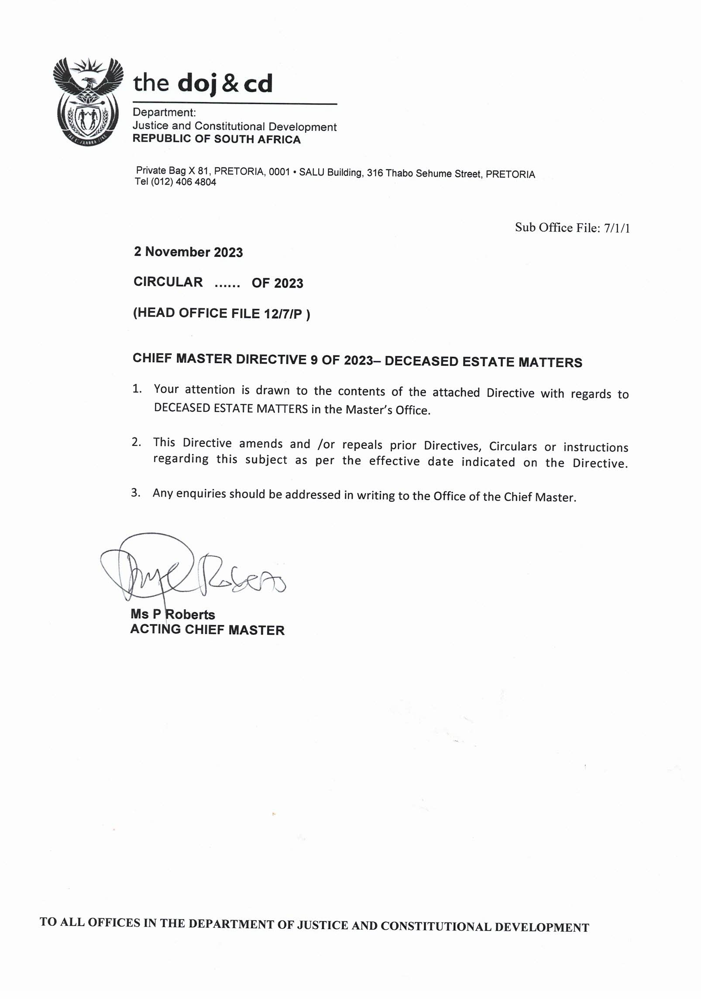 the doj & cd
Department:
Justice and Constitutional Development
REPUBLIC OF SOUTH AFRICA
Private Bag X 81, PRETORIA, 0001 • SALU Building, 316 Thabo Sehume Street, PRETORIA
Tel (012) 406 4804
Sub Office File: 7/1/1
2 November 2023
CIRCULAR ...... OF 2023
(HEAD OFFICE FILE 12/7/P )
CHIEF MASTER DIRECTIVE 9 OF 2023– DECEASED ESTATE MATTERS
1. Your attention is drawn to the contents of the attached Directive with regards to
DECEASED ESTATE MATTERS in the Master's Office.
2. This Directive amends and /or repeals prior Directives, Circulars or instructions
regarding this subject as per the effective date indicated on the Directive.
3. Any enquiries should be addressed in writing to the Office of the Chief Master.
Roberts
Ms P Roberts
ACTING CHIEF MASTER
TO ALL OFFICES IN THE DEPARTMENT OF JUSTICE AND CONSTITUTIONAL DEVELOPMENT